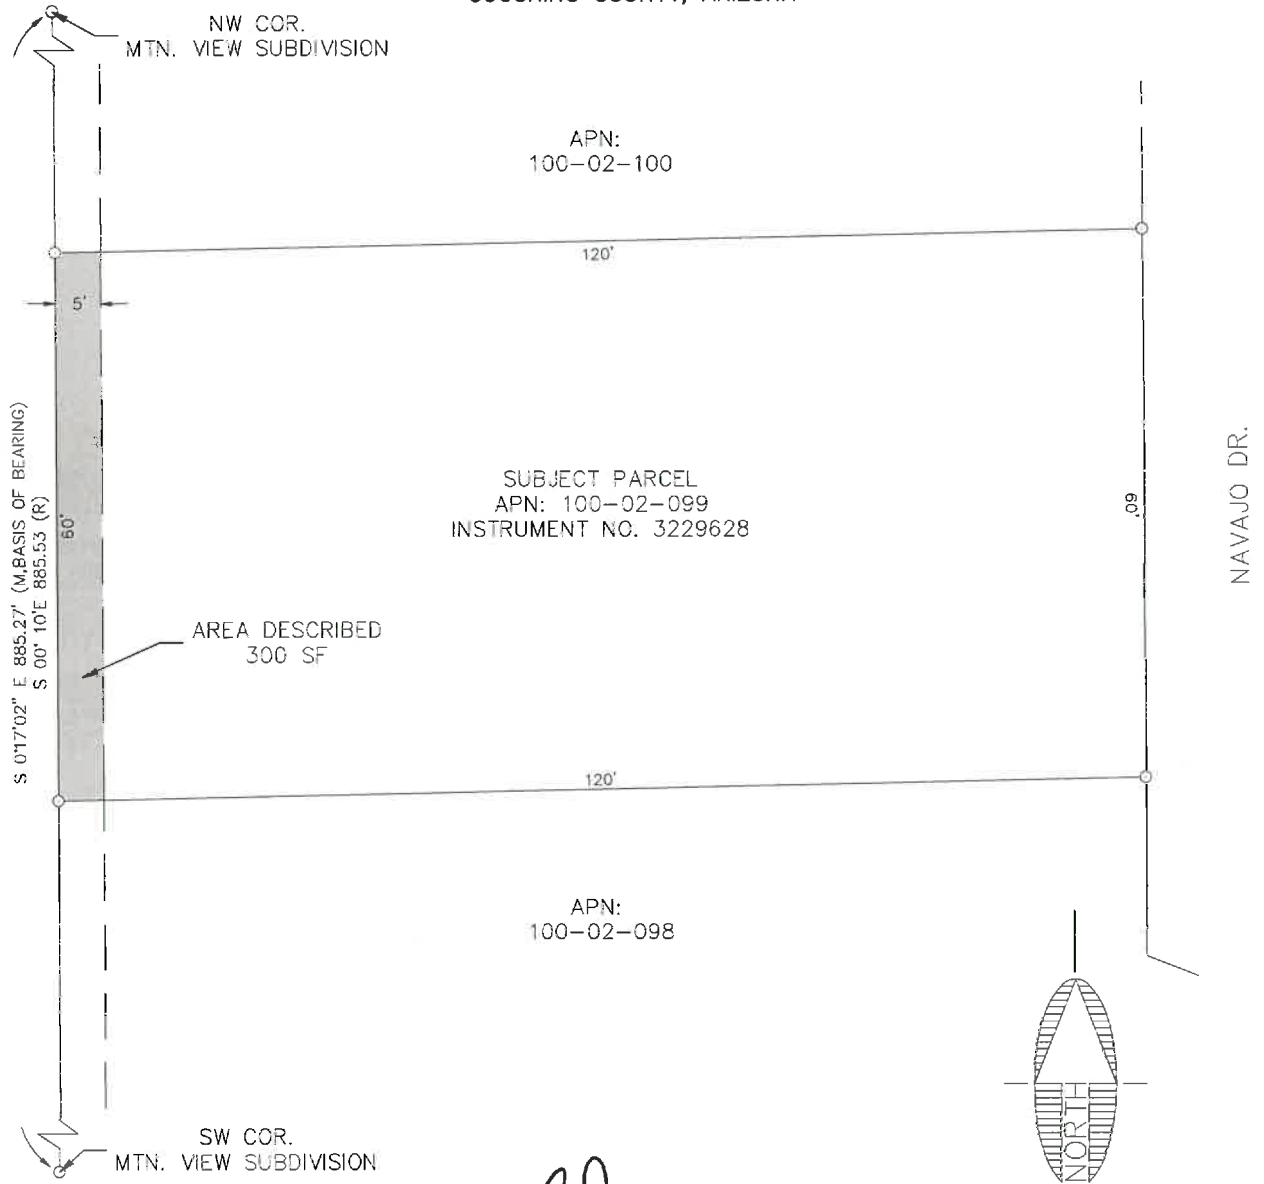 NW COR.
MTN. VIEW SUBDIVISION
APN:
100-02-100
120'
5'
S 0°17'02" E 885.27' (M,BASIS OF BEARING)
S 00° 10'E 885.53 (R)
60'
SUBJECT PARCEL
APN: 100-02-099
INSTRUMENT NO. 3229628
60'
NAVAJO DR.
AREA DESCRIBED
300 SF
120'
APN:
100-02-098
SW COR.
MTN. VIEW SUBDIVISION
NORTH